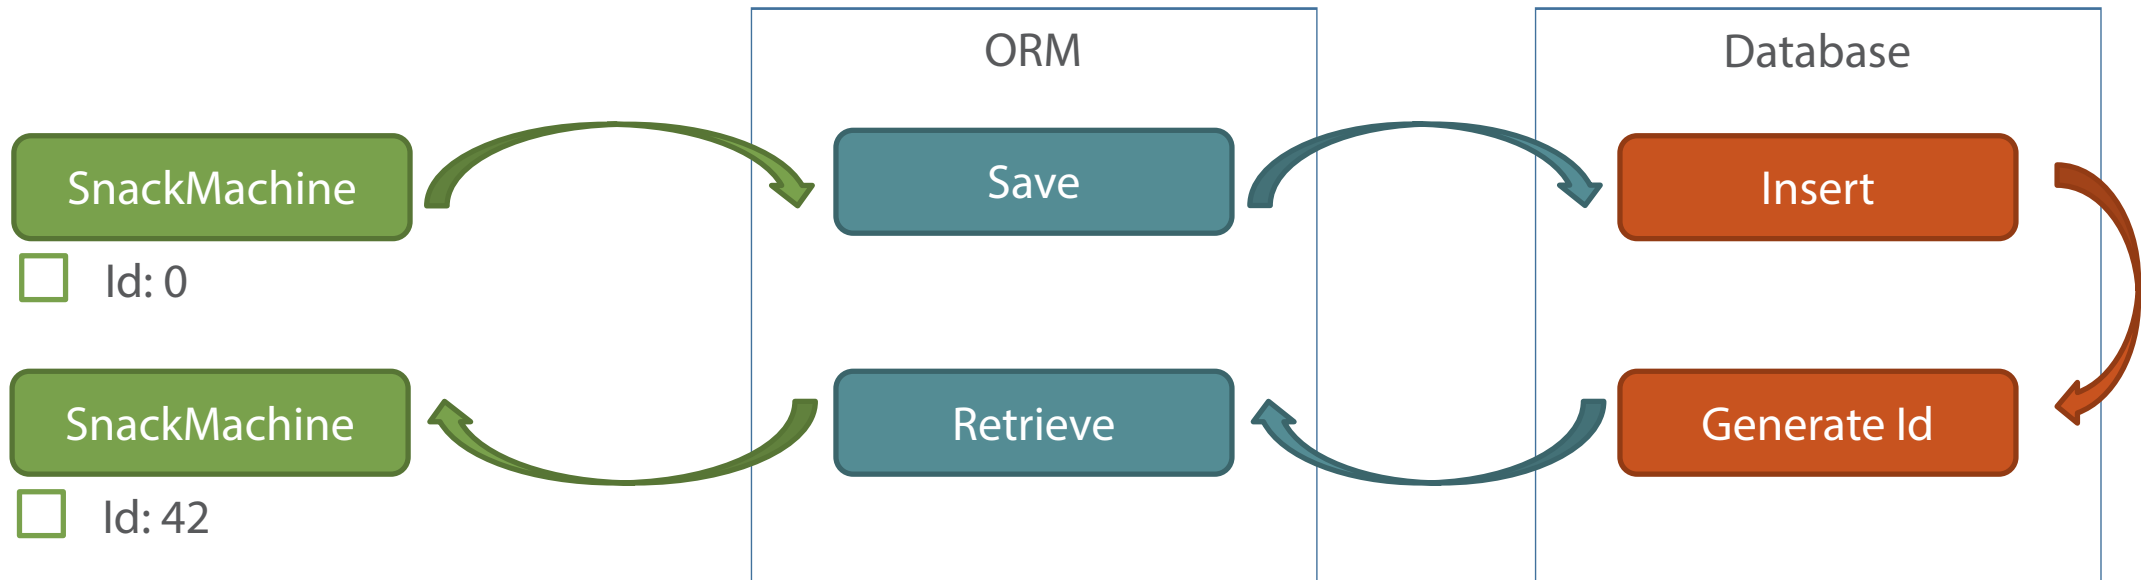 ORM
Database
SnackMachine
Save
Insert
Id: 0
SnackMachine
Retrieve
Generate Id
Id: 42